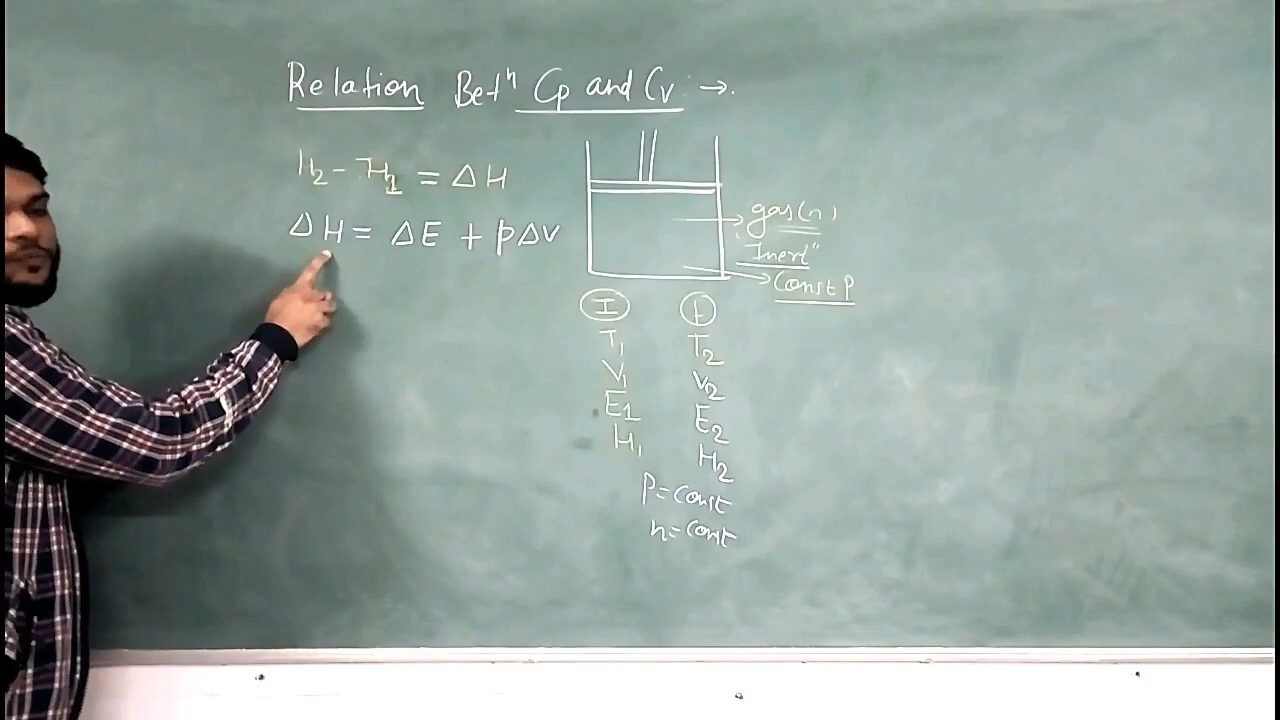 Relation Betⁿ Cp and Cv →.
H₂ - H₁ = ΔH
ΔH = ΔE + pΔV
gas(n)
"Inert"
Const P
I f
T₁ T₂
V₁ V₂
E₁ E₂
H₁ H₂
P = Const
n = Const